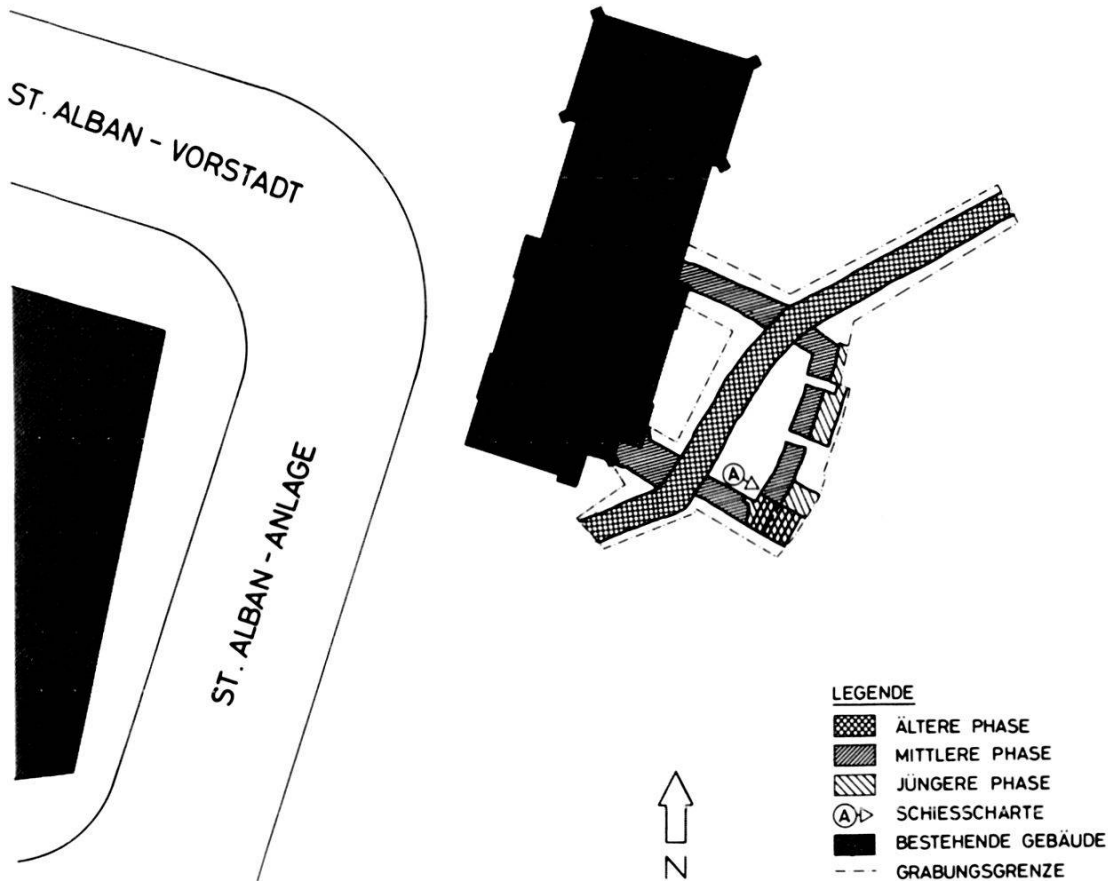 ST. ALBAN - VORSTADT
ST. ALBAN - ANLAGE
A
N
LEGENDE
ÄLTERE PHASE
MITTLERE PHASE
JÜNGERE PHASE
A SCHIESSCHARTE
BESTEHENDE GEBÄUDE
GRABUNGSGRENZE